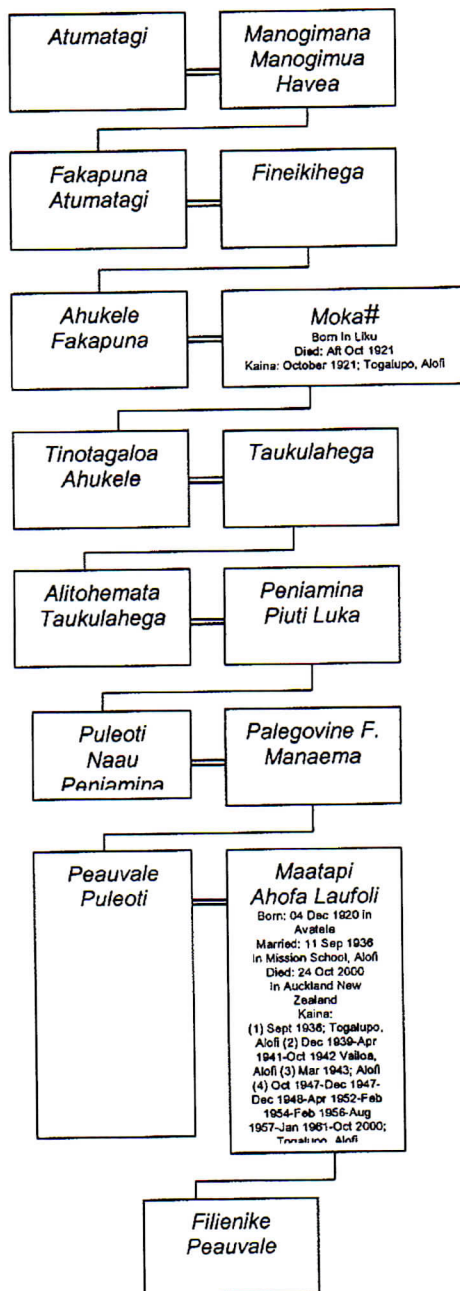 Atumatagi
Manogimana
Manogimua
Havea
Fakapuna
Atumatagi
Fineikihega
Ahukele
Fakapuna
Moka#
Born In Liku
Died: Aft Oct 1921
Kaina: October 1921; Togalupo, Alofi
Tinotagaloa
Ahukele
Taukulahega
Alitohemata
Taukulahega
Peniamina
Piuti Luka
Puleoti
Naau
Peniamina
Palegovine F.
Manaema
Peauvale
Puleoti
Maatapi
Ahofa Laufoli
Born: 04 Dec 1920 in
Avatele
Married: 11 Sep 1936
in Mission School, Alofi
Died: 24 Oct 2000
in Auckland New
Zealand
Kaina:
(1) Sept 1936; Togalupo,
Alofi (2) Dec 1939-Apr
1941-Oct 1942 Vailoa,
Alofi (3) Mar 1943; Alofi
(4) Oct 1947-Dec 1947-
Dec 1948-Apr 1952-Feb
1954-Feb 1956-Aug
1957-Jan 1961-Oct 2000;
Togalupo, Alofi
Filienike
Peauvale